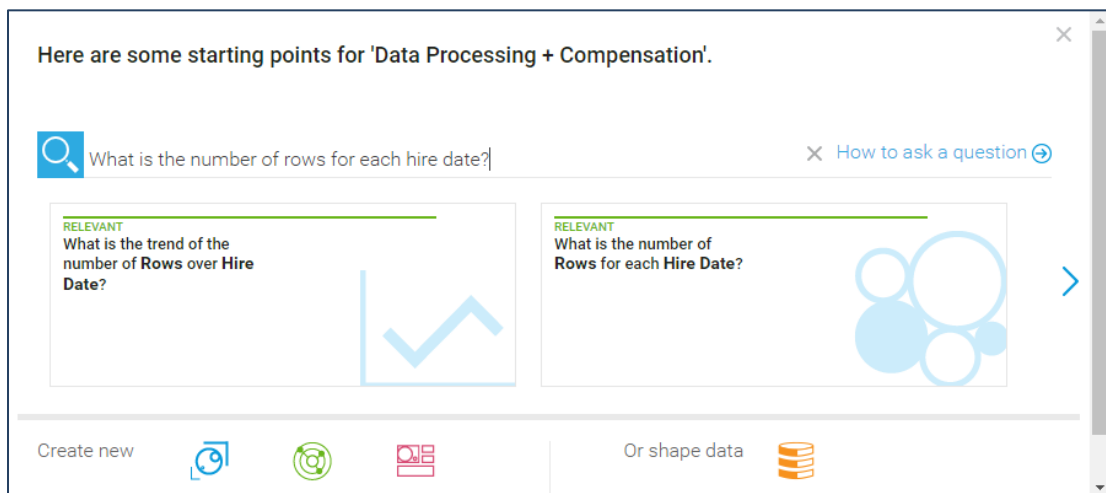 Here are some starting points for 'Data Processing + Compensation'.
What is the number of rows for each hire date?
How to ask a question
RELEVANT
What is the trend of the
number of Rows over Hire
Date?
RELEVANT
What is the number of
Rows for each Hire Date?
Create new
Or shape data